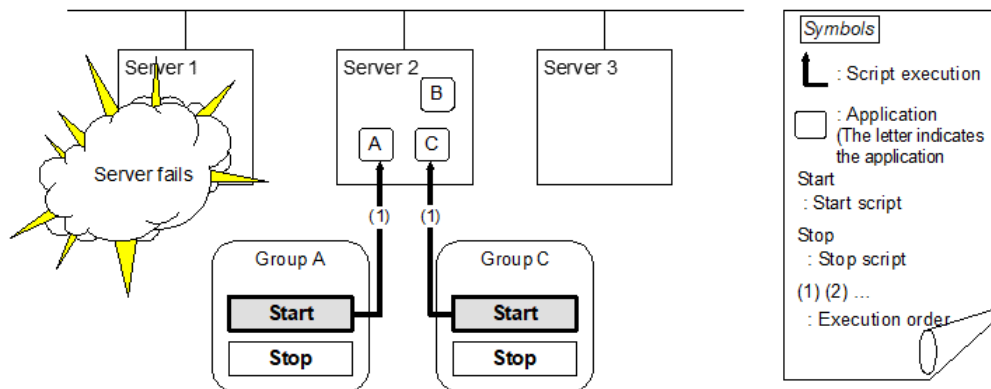 Server 1
Server 2
Server 3
B
A
C
Server fails
(1)
(1)
Group A
Group C
Start
Start
Stop
Stop
Symbols
: Script execution
: Application
(The letter indicates
the application
Start
: Start script
Stop
: Stop script
(1) (2) ...
: Execution order